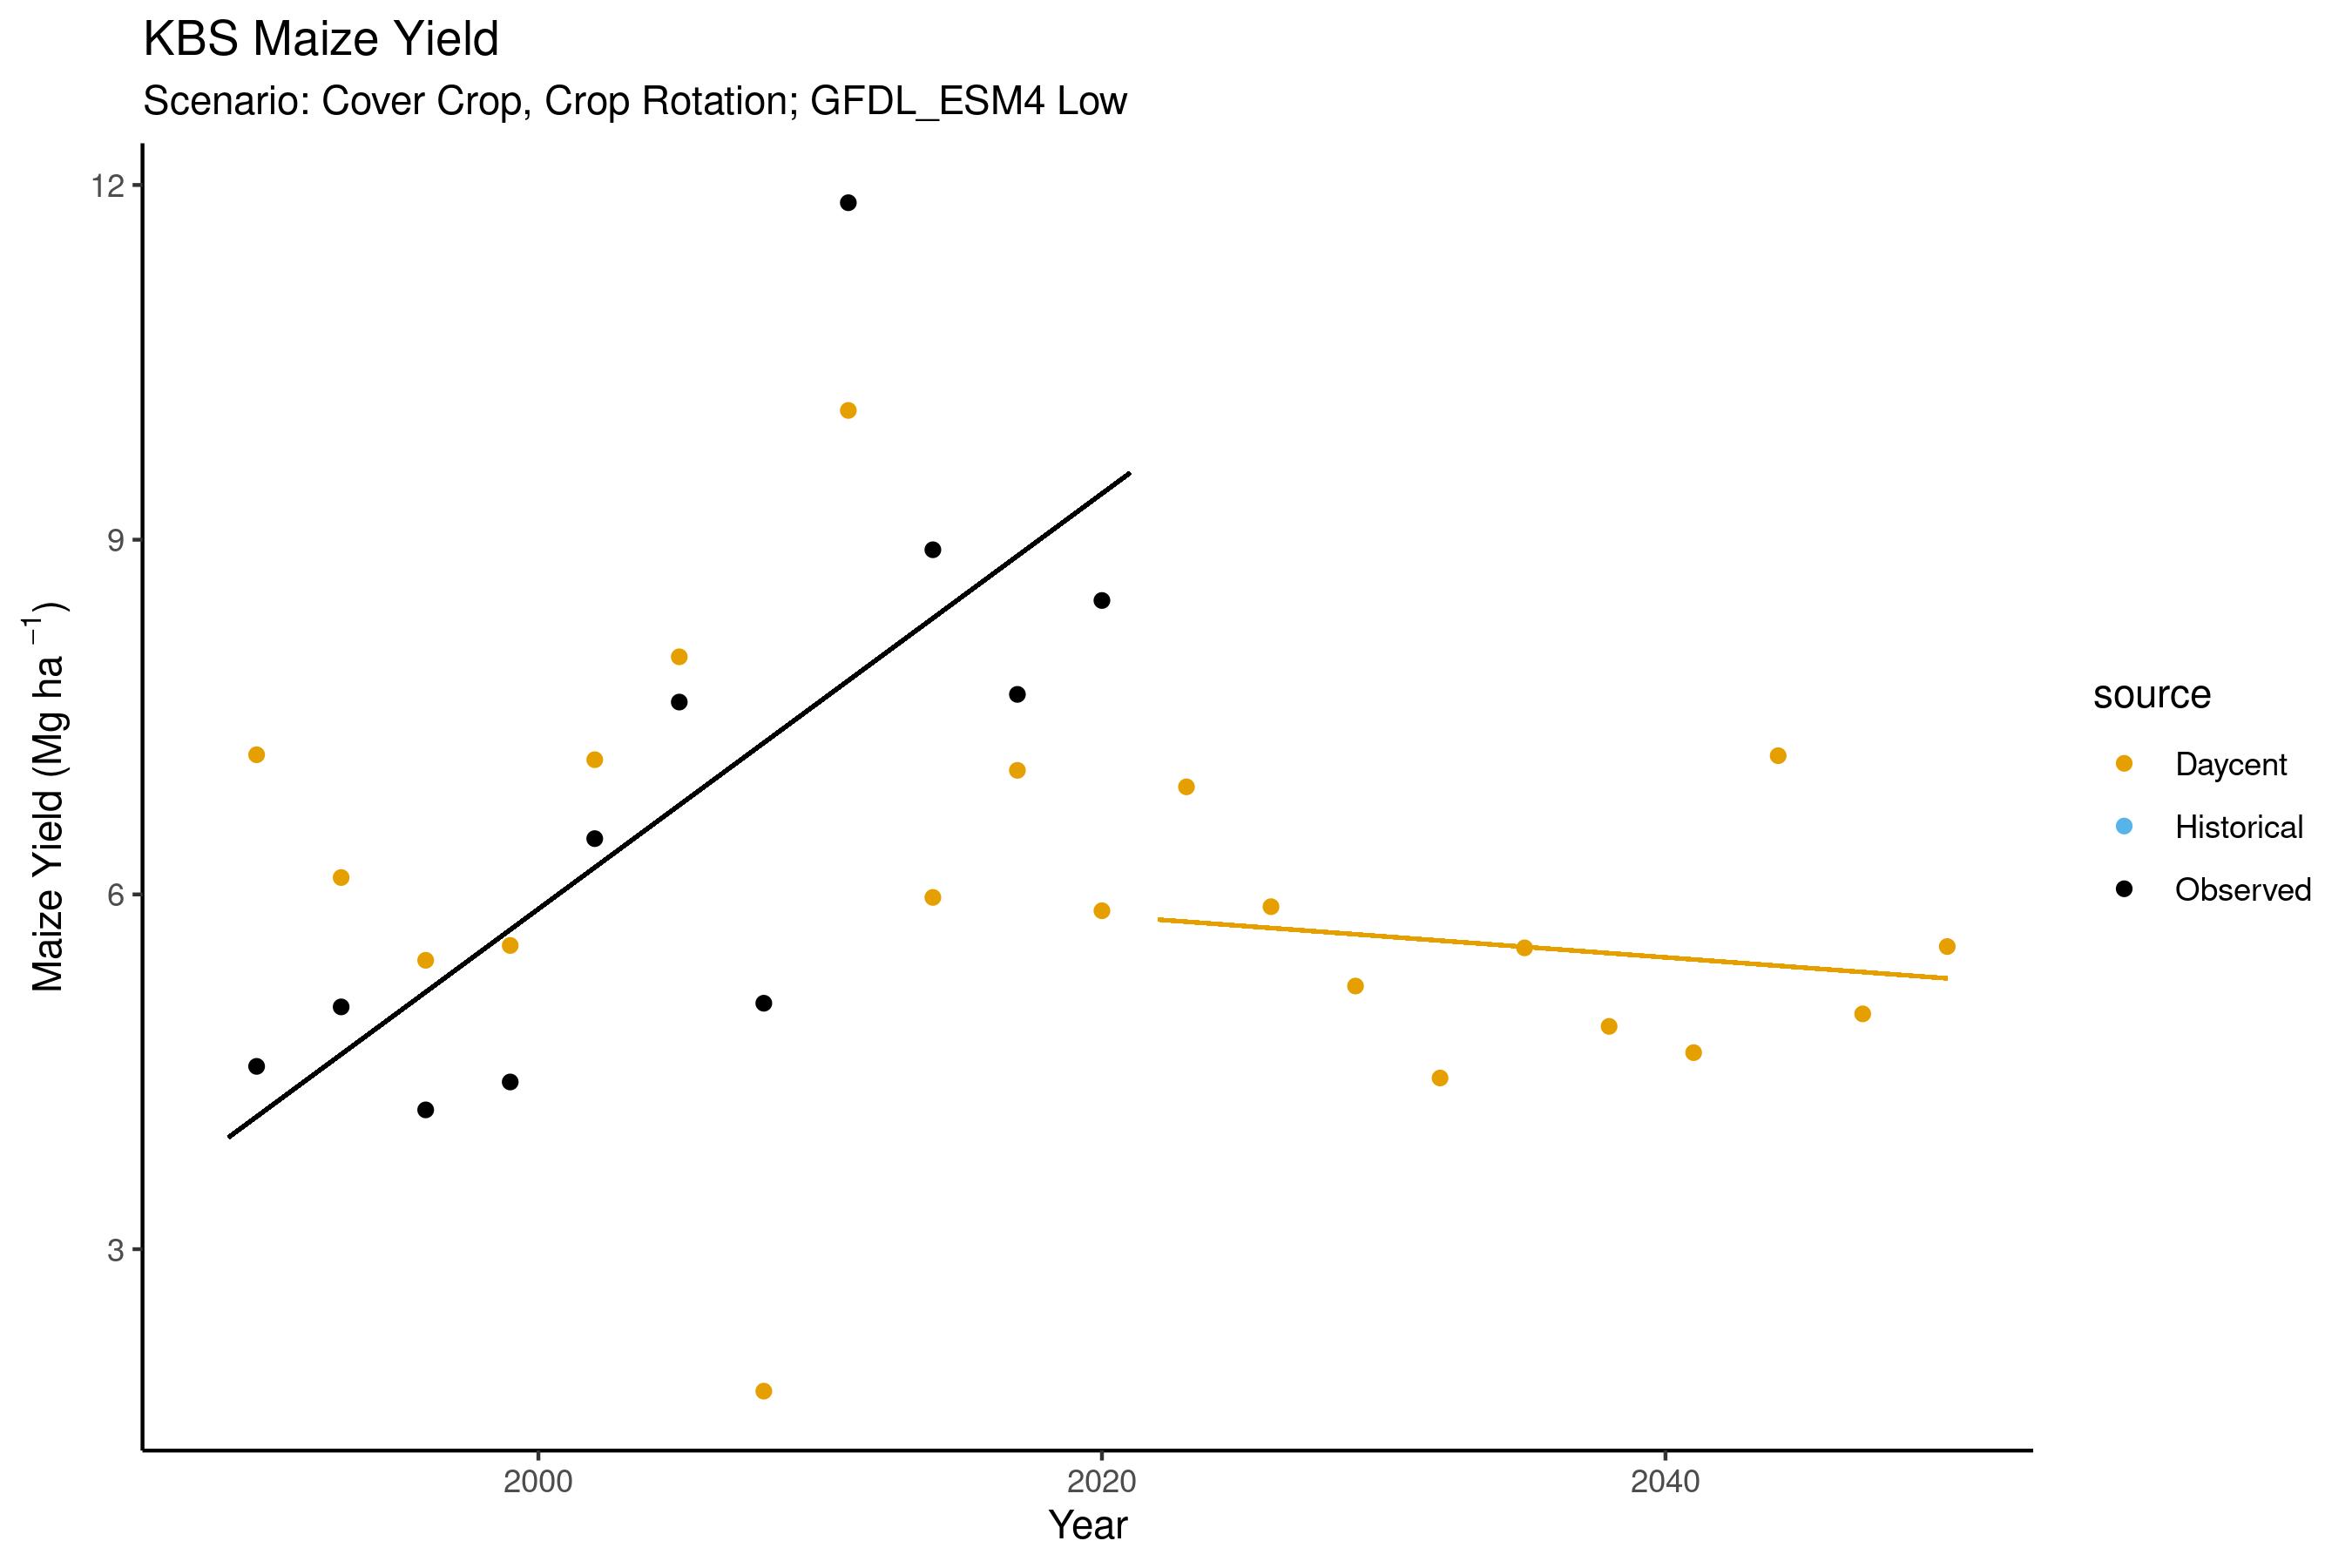 KBS Maize Yield
Scenario: Cover Crop, Crop Rotation; GFDL_ESM4 Low
Maize Yield (Mg ha⁻¹)
12
9
6
3
2000
2020
2040
Year
source
Daycent
Historical
Observed